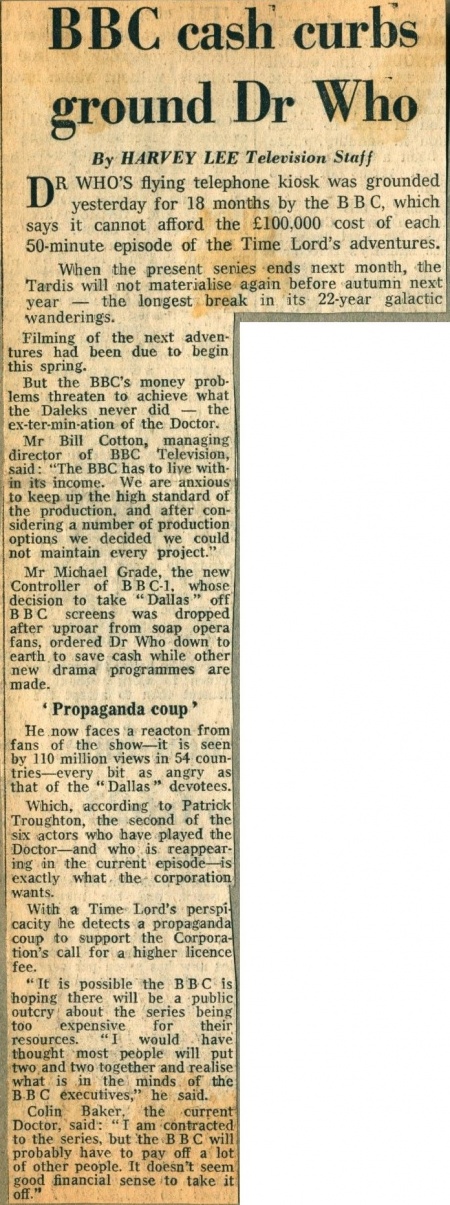 BBC cash curbs
ground Dr Who
By HARVEY LEE Television Staff
DR WHO'S flying telephone kiosk was grounded
yesterday for 18 months by the B B C, which
says it cannot afford the £100,000 cost of each
50-minute episode of the Time Lord's adventures.
When the present series ends next month, the
Tardis will not materialise again before autumn next
year — the longest break in its 22-year galactic
wanderings.
Filming of the next adven-
tures had been due to begin
this spring.
But the BBC's money prob-
lems threaten to achieve what
the Daleks never did — the
ex-ter-min-ation of the Doctor.
Mr Bill Cotton, managing
director of BBC Television,
said: "The BBC has to live with-
in its income. We are anxious
to keep up the high standard of
the production, and after con-
sidering a number of production
options we decided we could
not maintain every project."
Mr Michael Grade, the new
Controller of B B C-1, whose
decision to take "Dallas" off
B B C screens was dropped
after uproar from soap opera
fans, ordered Dr Who down to
earth to save cash while other
new drama programmes are
made.
'Propaganda coup'
He now faces a reacton from
fans of the show—it is seen
by 110 million views in 54 coun-
tries—every bit as angry as
that of the "Dallas" devotees.
Which, according to Patrick
Troughton, the second of the
six actors who have played the
Doctor—and who is reappear-
ing in the current episode—is
exactly what the corporation
wants.
With a Time Lord's perspi-
cacity he detects a propaganda
coup to support the Corpora-
tion's call for a higher licence
fee.
"It is possible the B B C is
hoping there will be a public
outcry about the series being
too expensive for their
resources. "I would have
thought most people will put
two and two together and realise
what is in the minds of the
B B C executives," he said.
Colin Baker, the current
Doctor, said: "I am contracted
to the series, but the B B C will
probably have to pay off a lot
of other people. It doesn't seem
good financial sense to take it
off."